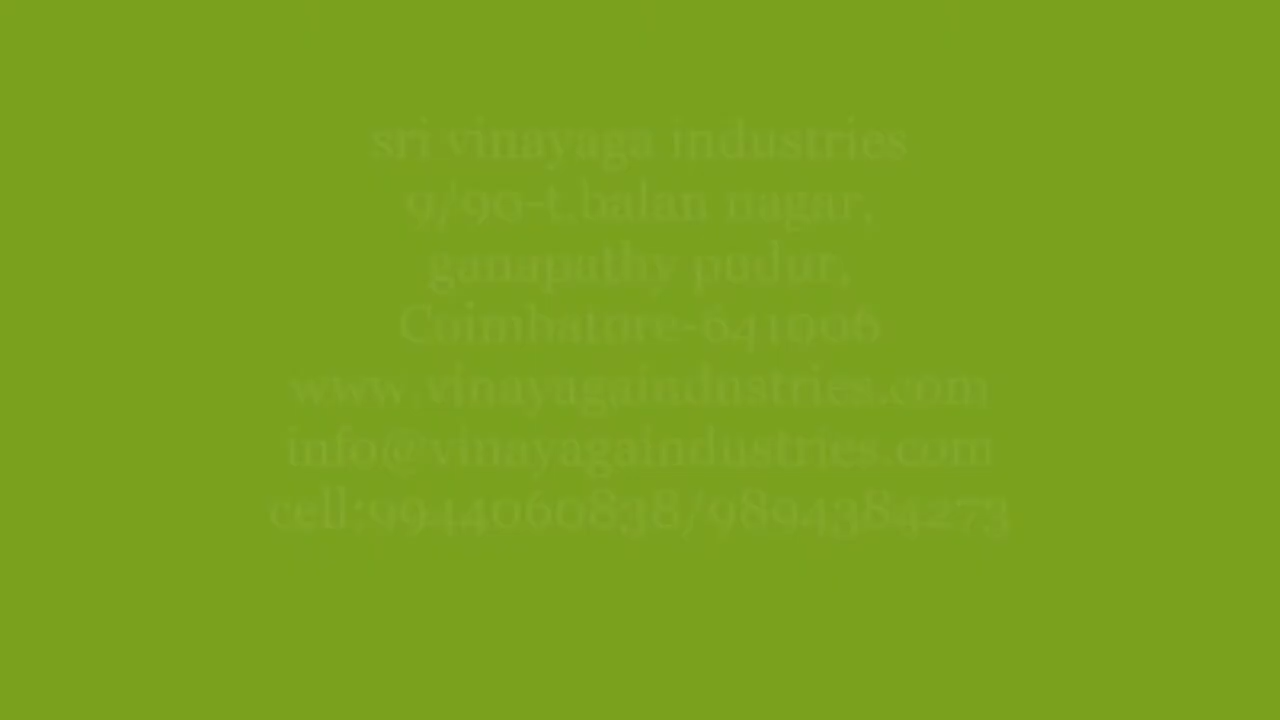 sri vinayaga industries
9/90-t.balan nagar,
ganapathy pudur,
Coimbatore-641006
www.vinayagaindustries.com
info@vinayagaindustries.com
cell:9944060838/9894384273